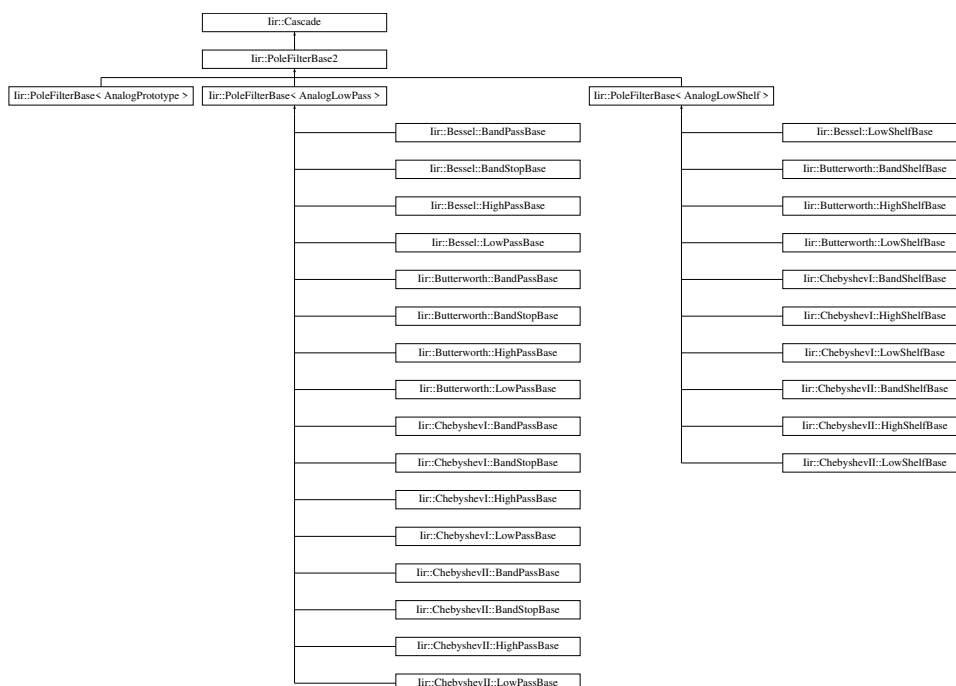 Iir::Cascade
Iir::PoleFilterBase2
Iir::PoleFilterBase< AnalogPrototype >
Iir::PoleFilterBase< AnalogLowPass >
Iir::PoleFilterBase< AnalogLowShelf >
Iir::Bessel::BandPassBase
Iir::Bessel::BandStopBase
Iir::Bessel::HighPassBase
Iir::Bessel::LowPassBase
Iir::Butterworth::BandPassBase
Iir::Butterworth::BandStopBase
Iir::Butterworth::HighPassBase
Iir::Butterworth::LowPassBase
Iir::ChebyshevI::BandPassBase
Iir::ChebyshevI::BandStopBase
Iir::ChebyshevI::HighPassBase
Iir::ChebyshevI::LowPassBase
Iir::ChebyshevII::BandPassBase
Iir::ChebyshevII::BandStopBase
Iir::ChebyshevII::HighPassBase
Iir::ChebyshevII::LowPassBase
Iir::Bessel::LowShelfBase
Iir::Butterworth::BandShelfBase
Iir::Butterworth::HighShelfBase
Iir::Butterworth::LowShelfBase
Iir::ChebyshevI::BandShelfBase
Iir::ChebyshevI::HighShelfBase
Iir::ChebyshevI::LowShelfBase
Iir::ChebyshevII::BandShelfBase
Iir::ChebyshevII::HighShelfBase
Iir::ChebyshevII::LowShelfBase